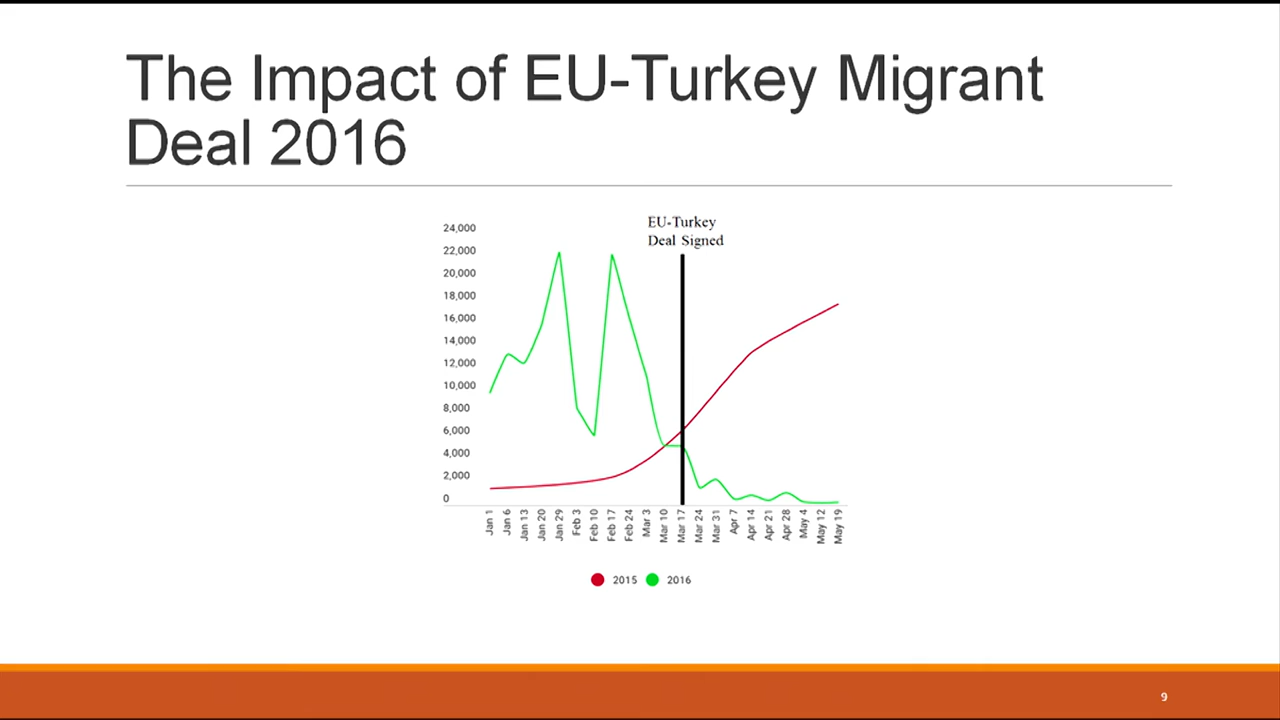 The Impact of EU-Turkey Migrant
Deal 2016
EU-Turkey
Deal Signed
24,000
22,000
20,000
18,000
16,000
14,000
12,000
10,000
8,000
6,000
4,000
2,000
0
Jan 1
Jan 6
Jan 13
Jan 20
Jan 29
Feb 3
Feb 10
Feb 17
Feb 24
Mar 3
Mar 10
Mar 17
Mar 24
Mar 31
Apr 7
Apr 14
Apr 21
Apr 28
May 4
May 12
May 19
2015 2016
9